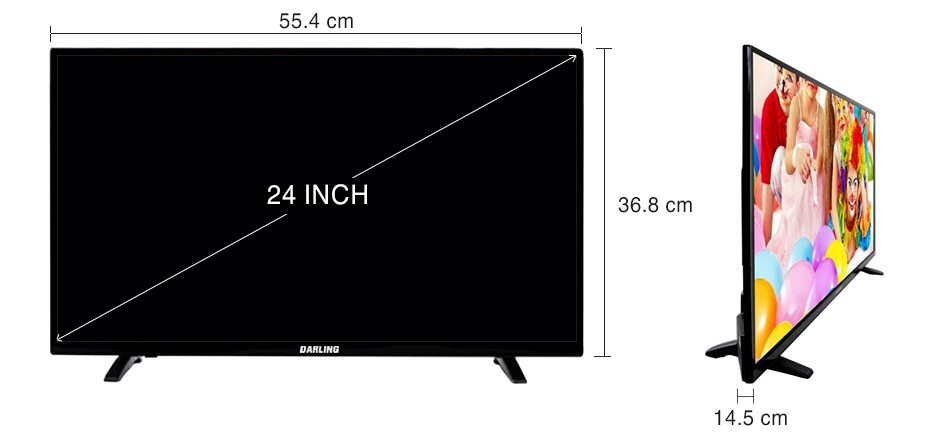 55.4 cm
24 INCH
36.8 cm
DARLING
14.5 cm